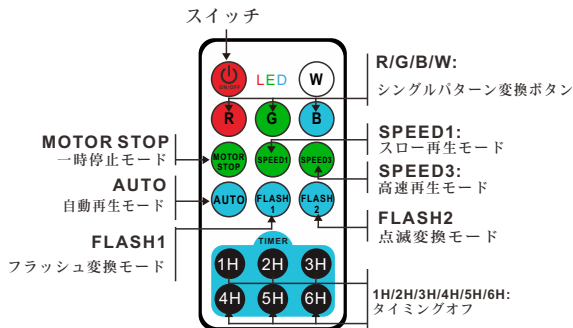 スイッチ
ON/OFF
LED
W
R
G
B
MOTOR
STOP
SPEED1
SPEED3
AUTO
FLASH
1
FLASH
2
TIMER
1H
2H
3H
4H
5H
6H
MOTOR STOP
一時停止モード
AUTO
自動再生モード
FLASH1
フラッシュ変換モード
R/G/B/W:
シングルパターン変換ボタン
SPEED1:
スロー再生モード
SPEED3:
高速再生モード
FLASH2
点滅変換モード
1H/2H/3H/4H/5H/6H:
タイミングオフ